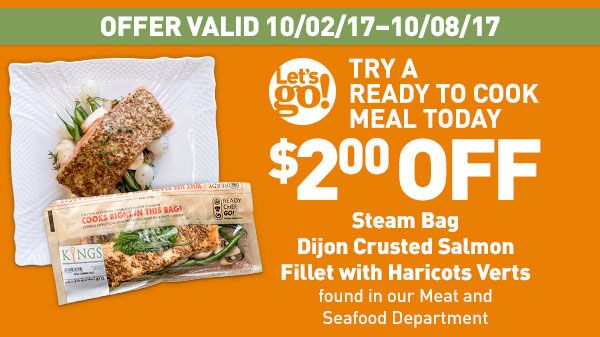 OFFER VALID 10/02/17–10/08/17
Let's go!
TRY A
READY TO COOK
MEAL TODAY
$2.00 OFF
Steam Bag
Dijon Crusted Salmon
Fillet with Haricots Verts
found in our Meat and
Seafood Department
COOKS RIGHT IN THIS BAG!
READY
CHEF
GO!
KINGS